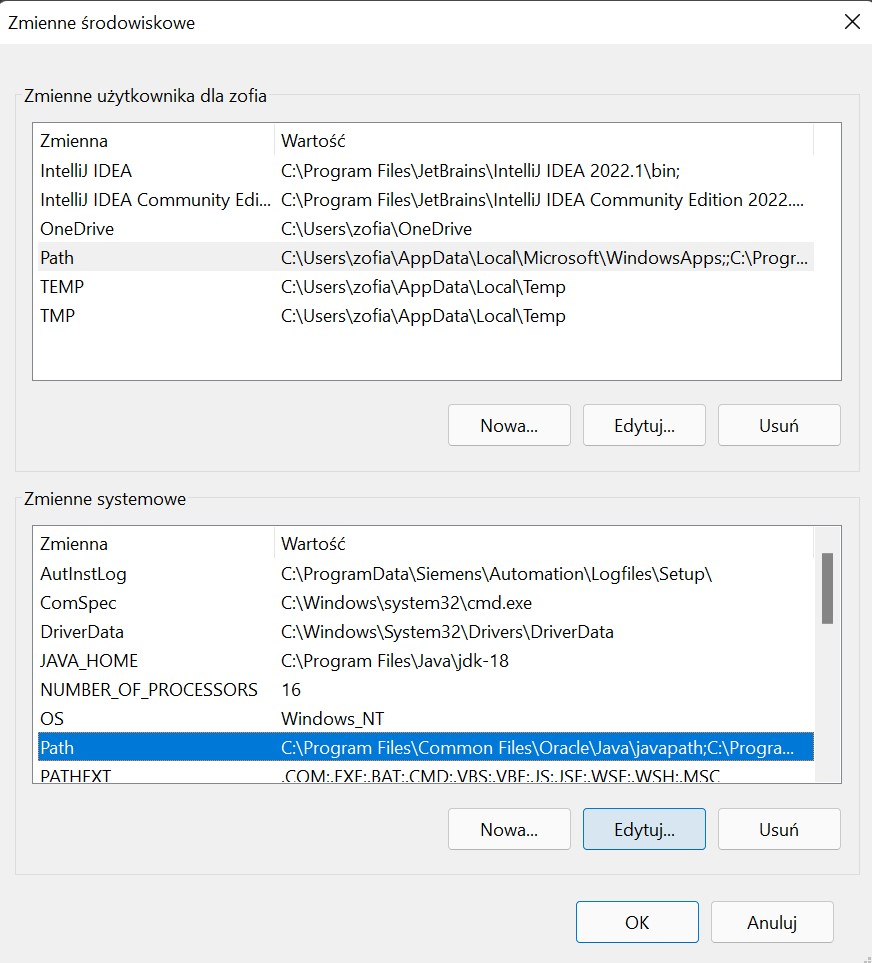 Zmienne środowiskowe
Zmienne użytkownika dla zofia
Zmienna Wartość
IntelliJ IDEA C:\Program Files\JetBrains\IntelliJ IDEA 2022.1\bin;
IntelliJ IDEA Community Edi... C:\Program Files\JetBrains\IntelliJ IDEA Community Edition 2022....
OneDrive C:\Users\zofia\OneDrive
Path C:\Users\zofia\AppData\Local\Microsoft\WindowsApps;;C:\Progr...
TEMP C:\Users\zofia\AppData\Local\Temp
TMP C:\Users\zofia\AppData\Local\Temp
Nowa... Edytuj... Usuń
Zmienne systemowe
Zmienna Wartość
AutInstLog C:\ProgramData\Siemens\Automation\Logfiles\Setup\
ComSpec C:\Windows\system32\cmd.exe
DriverData C:\Windows\System32\Drivers\DriverData
JAVA_HOME C:\Program Files\Java\jdk-18
NUMBER_OF_PROCESSORS 16
OS Windows_NT
Path C:\Program Files\Common Files\Oracle\Java\javapath;C:\Progra...
PATHEXT .COM;.EXE;.BAT;.CMD;.VBS;.VBE;.JS;.JSE;.WSF;.WSH;.MSC
Nowa... Edytuj... Usuń
OK Anuluj